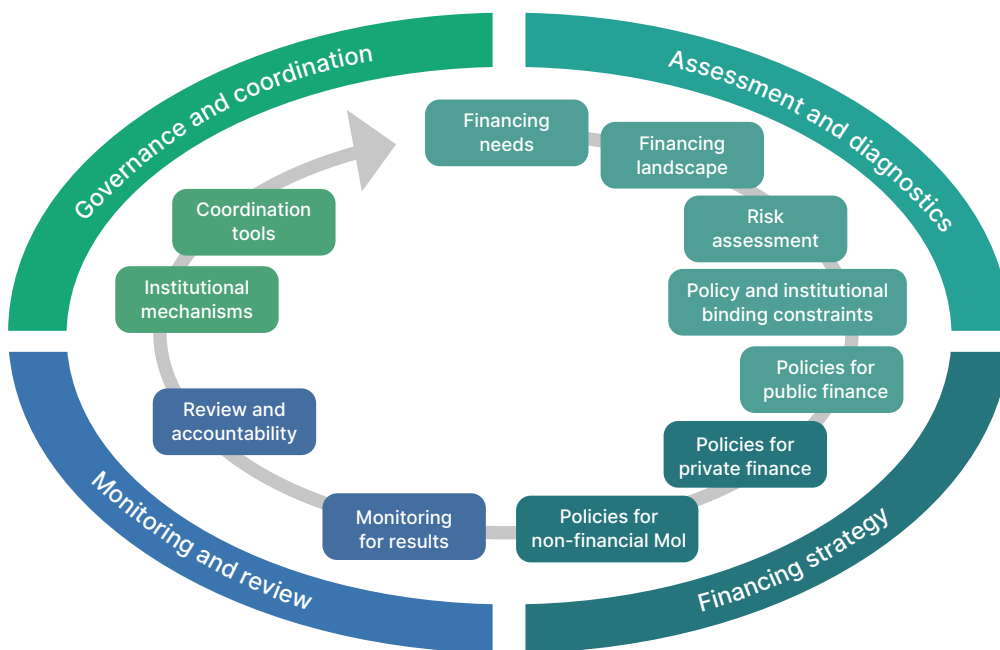 Governance and coordination
Assessment and diagnostics
Financing
needs
Financing
landscape
Risk
assessment
Policy and institutional
binding constraints
Policies for
public finance
Policies for
private finance
Policies for
non-financial MoI
Monitoring
for results
Review and
accountability
Institutional
mechanisms
Coordination
tools
Monitoring and review
Financing strategy